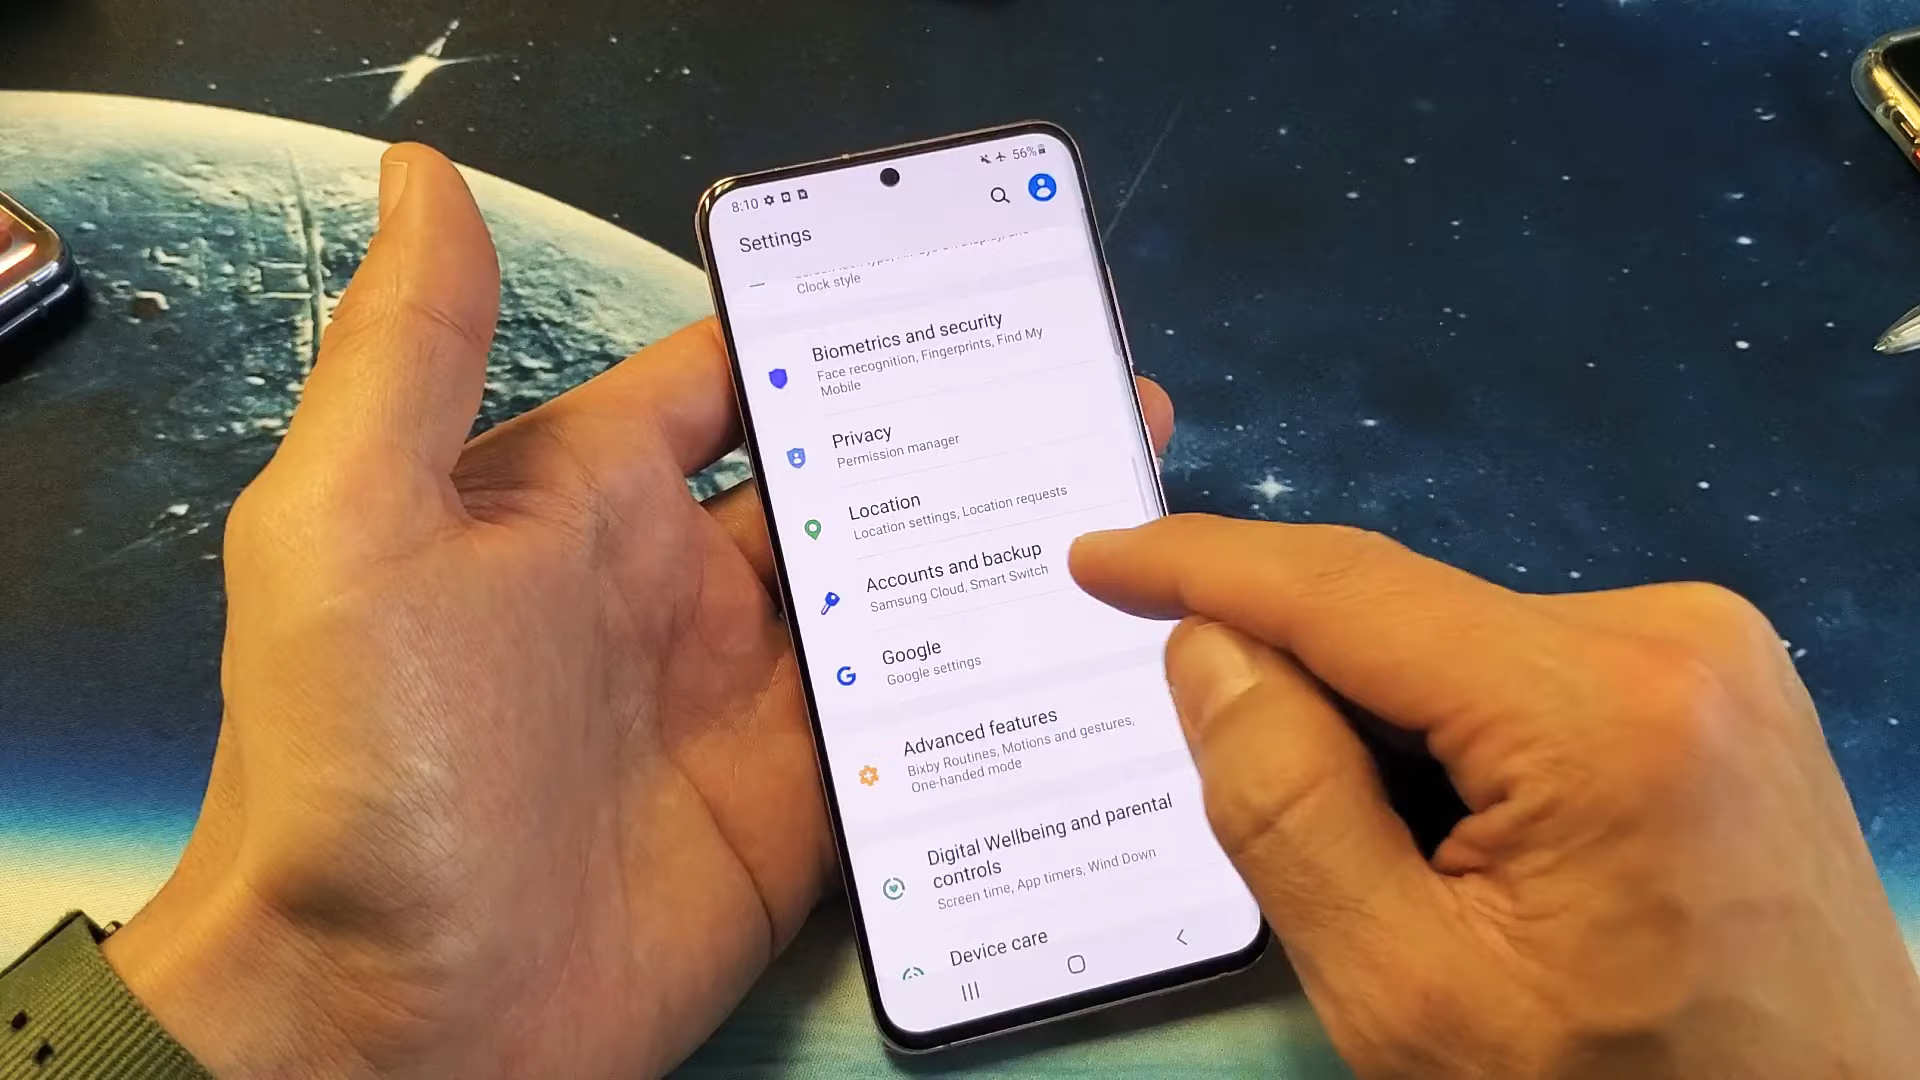 8:10
56%
Settings
Clock style
Biometrics and security
Face recognition, Fingerprints, Find My
Mobile
Privacy
Permission manager
Location
Location settings, Location requests
Accounts and backup
Samsung Cloud, Smart Switch
Google
Google settings
Advanced features
Bixby Routines, Motions and gestures,
One-handed mode
Digital Wellbeing and parental
controls
Screen time, App timers, Wind Down
Device care